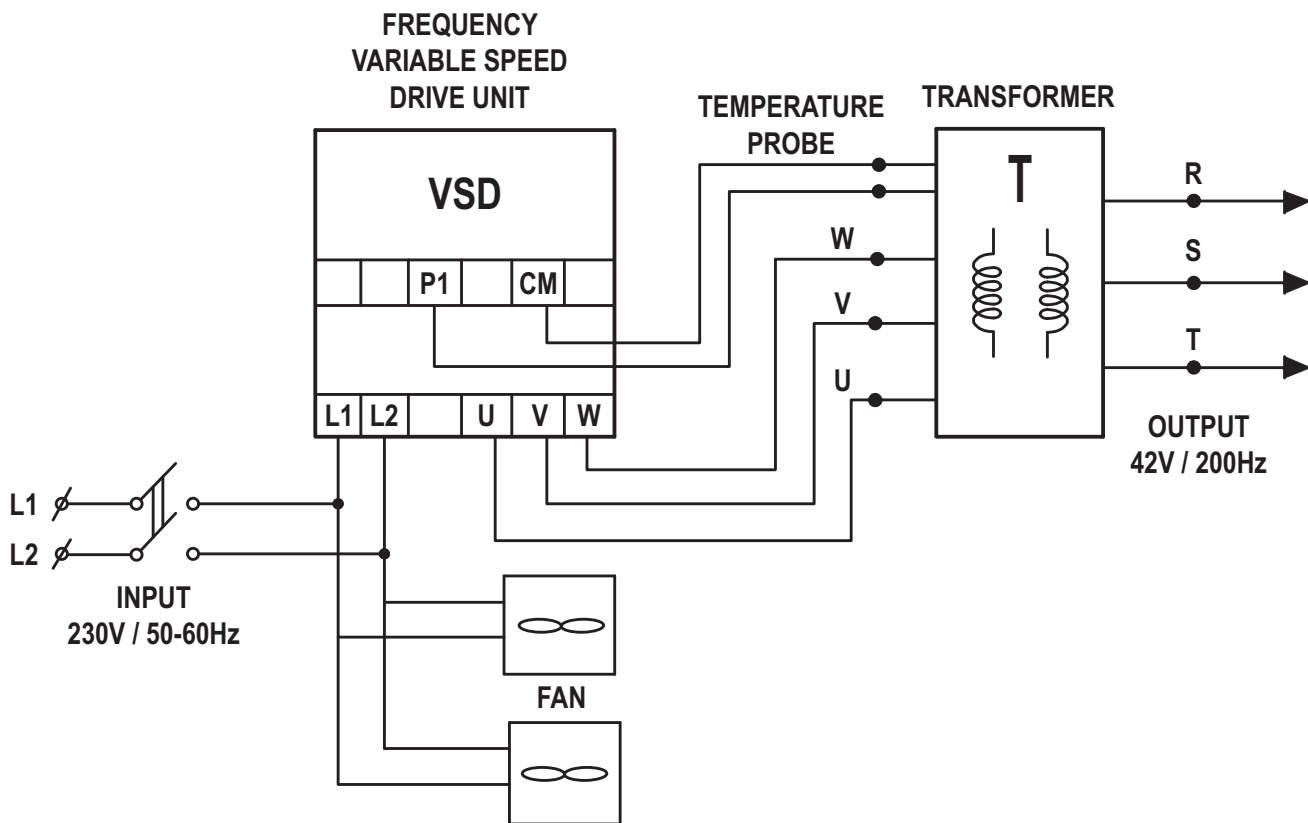 FREQUENCY
VARIABLE SPEED
DRIVE UNIT
VSD
P1
CM
L1
L2
U
V
W
TEMPERATURE
PROBE
W
V
U
TRANSFORMER
T
R
S
T
OUTPUT
42V / 200Hz
L1
L2
INPUT
230V / 50-60Hz
FAN